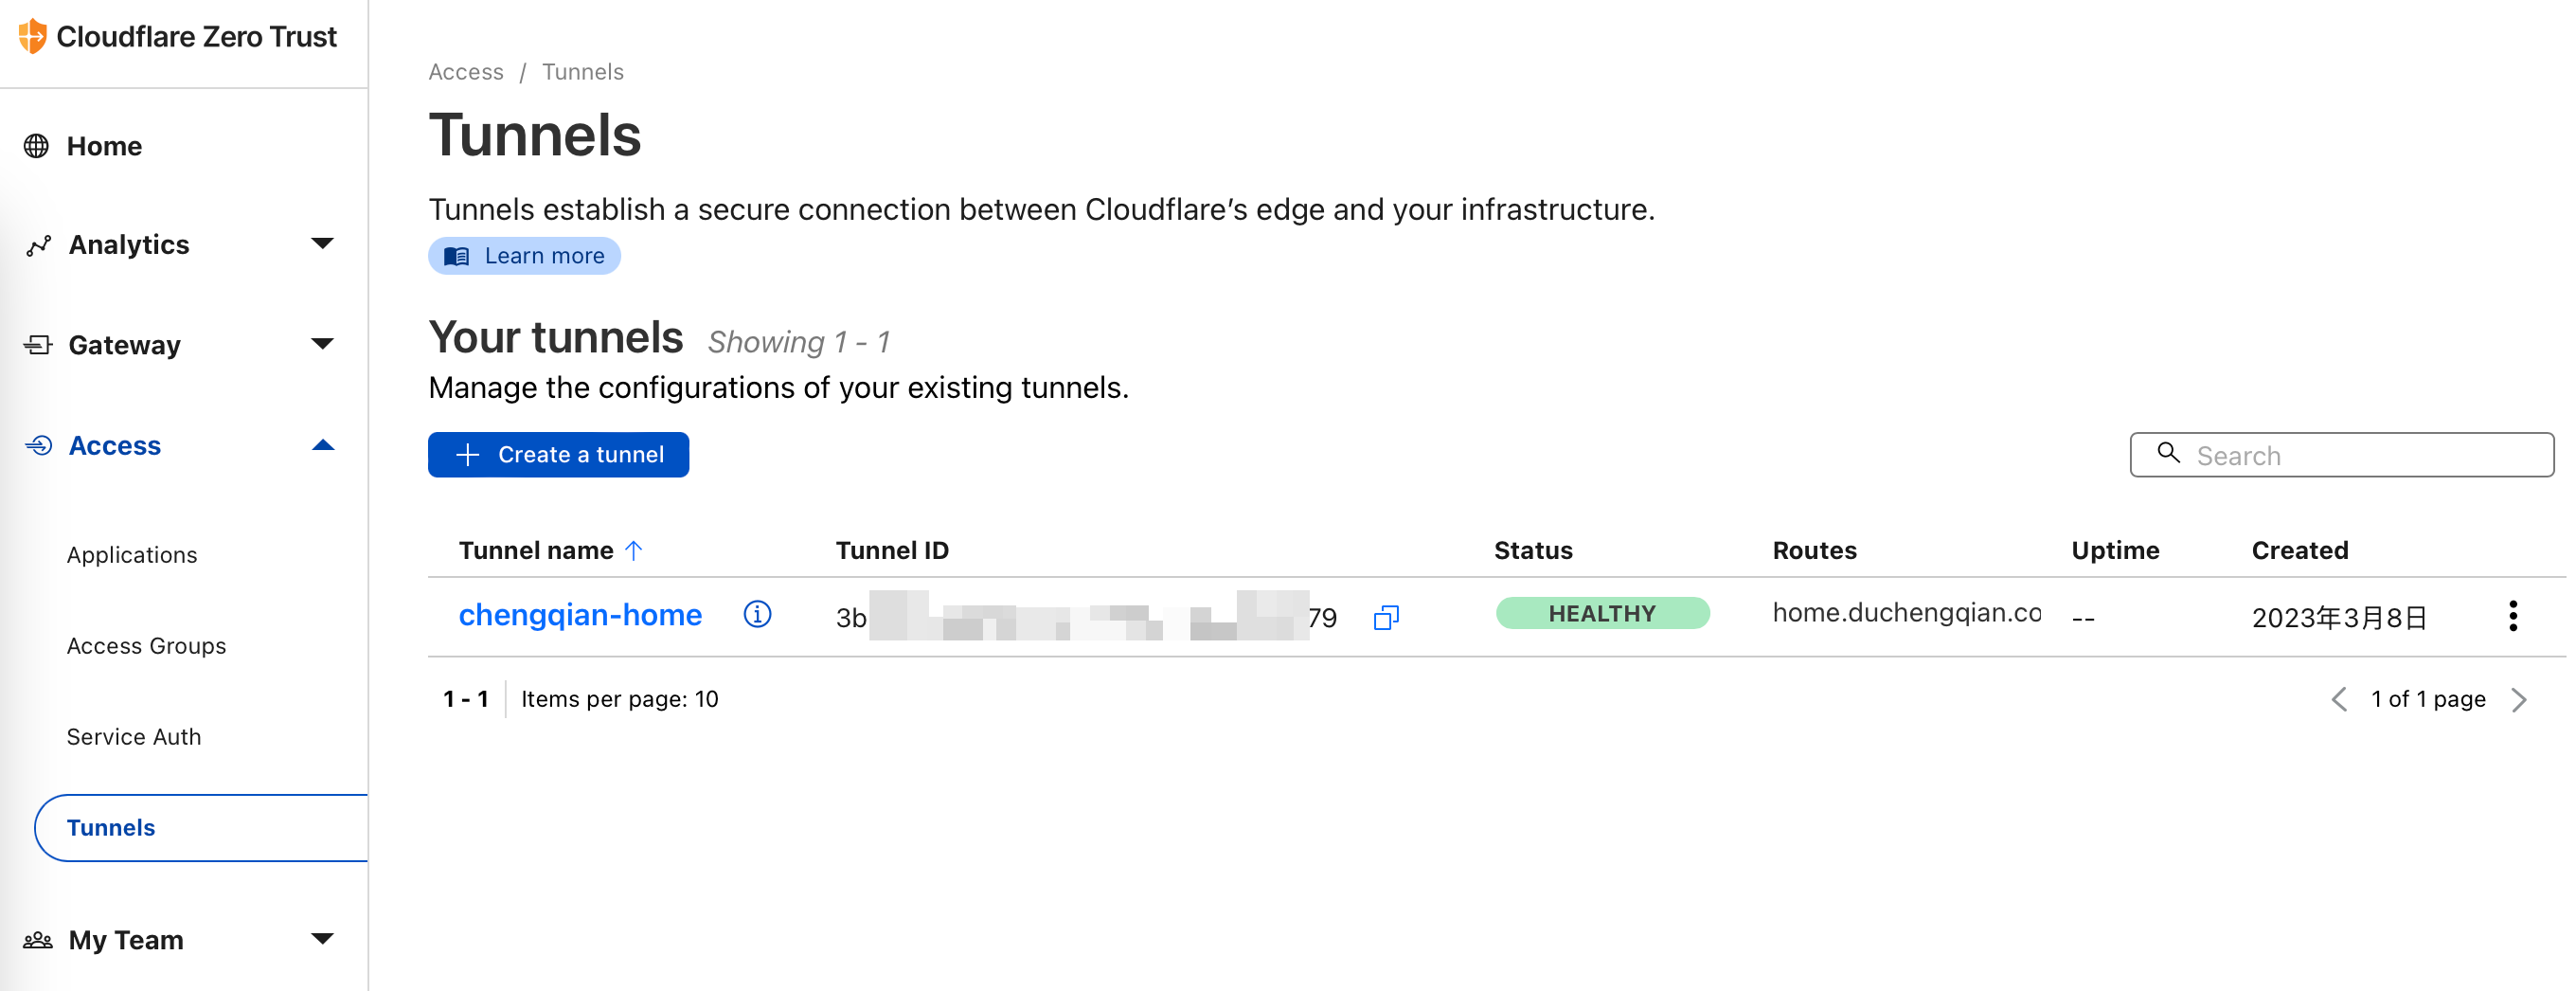 Cloudflare Zero Trust
Home
Analytics
Gateway
Access
Applications
Access Groups
Service Auth
Tunnels
My Team
Access / Tunnels
Tunnels
Tunnels establish a secure connection between Cloudflare’s edge and your infrastructure.
Learn more
Your tunnels Showing 1 - 1
Manage the configurations of your existing tunnels.
Create a tunnel
Search
Tunnel name Tunnel ID Status Routes Uptime Created
chengqian-home 3b 79 HEALTHY home.duchengqian.co -- 2023年3月8日
1 - 1 Items per page: 10 1 of 1 page